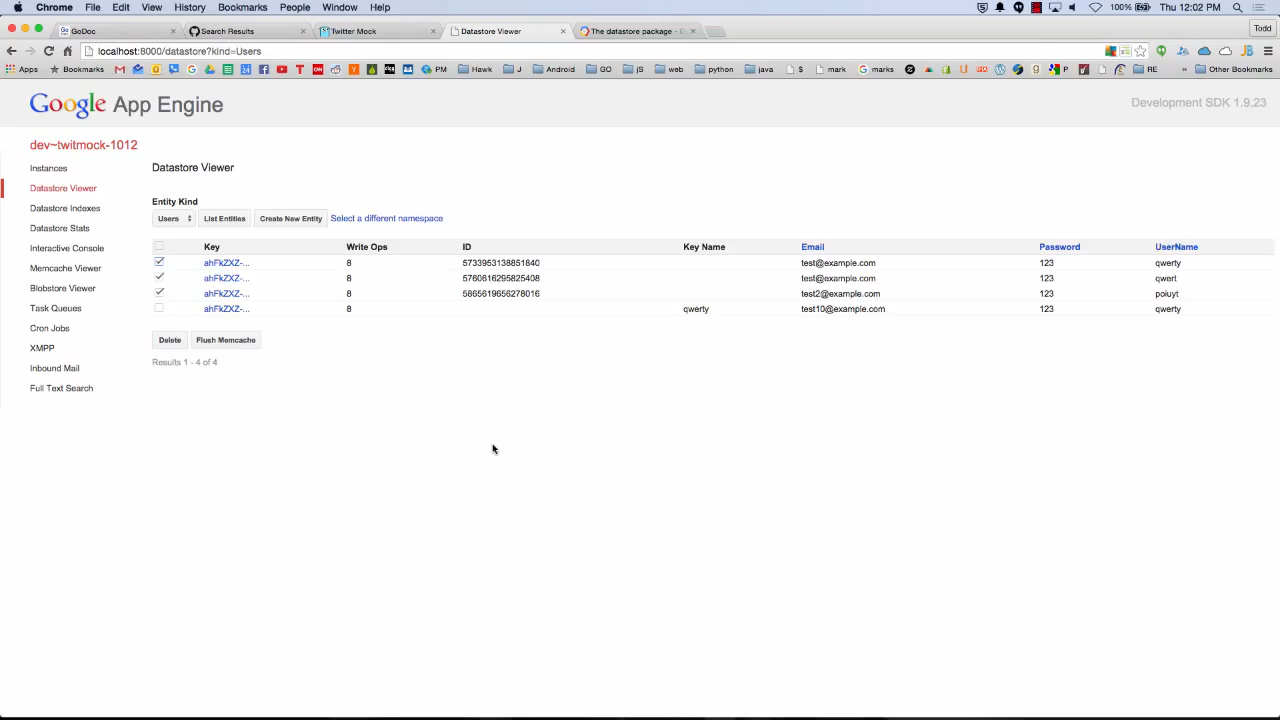 Chrome File Edit View History Bookmarks People Window Help 100% Thu 12:02 PM
GoDoc Search Results Twitter Mock Datastore Viewer The datastore package - G Todd
localhost:8000/datastore?kind=Users
Apps Bookmarks PM Hawk J Android GO jS web python java $ mark marks P RE » Other Bookmarks
Google App Engine Development SDK 1.9.23
dev~twitmock-1012
Instances
Datastore Viewer
Datastore Indexes
Datastore Stats
Interactive Console
Memcache Viewer
Blobstore Viewer
Task Queues
Cron Jobs
XMPP
Inbound Mail
Full Text Search
Datastore Viewer
Entity Kind
Users List Entities Create New Entity Select a different namespace
Key Write Ops ID Key Name Email Password UserName
ahFkZXZ-... 8 5733953138851840 test@example.com 123 qwerty
ahFkZXZ-... 8 5760616295825408 test@example.com 123 qwert
ahFkZXZ-... 8 5865619656278016 test2@example.com 123 poiuyt
ahFkZXZ-... 8 qwerty test10@example.com 123 qwerty
Delete Flush Memcache
Results 1 - 4 of 4